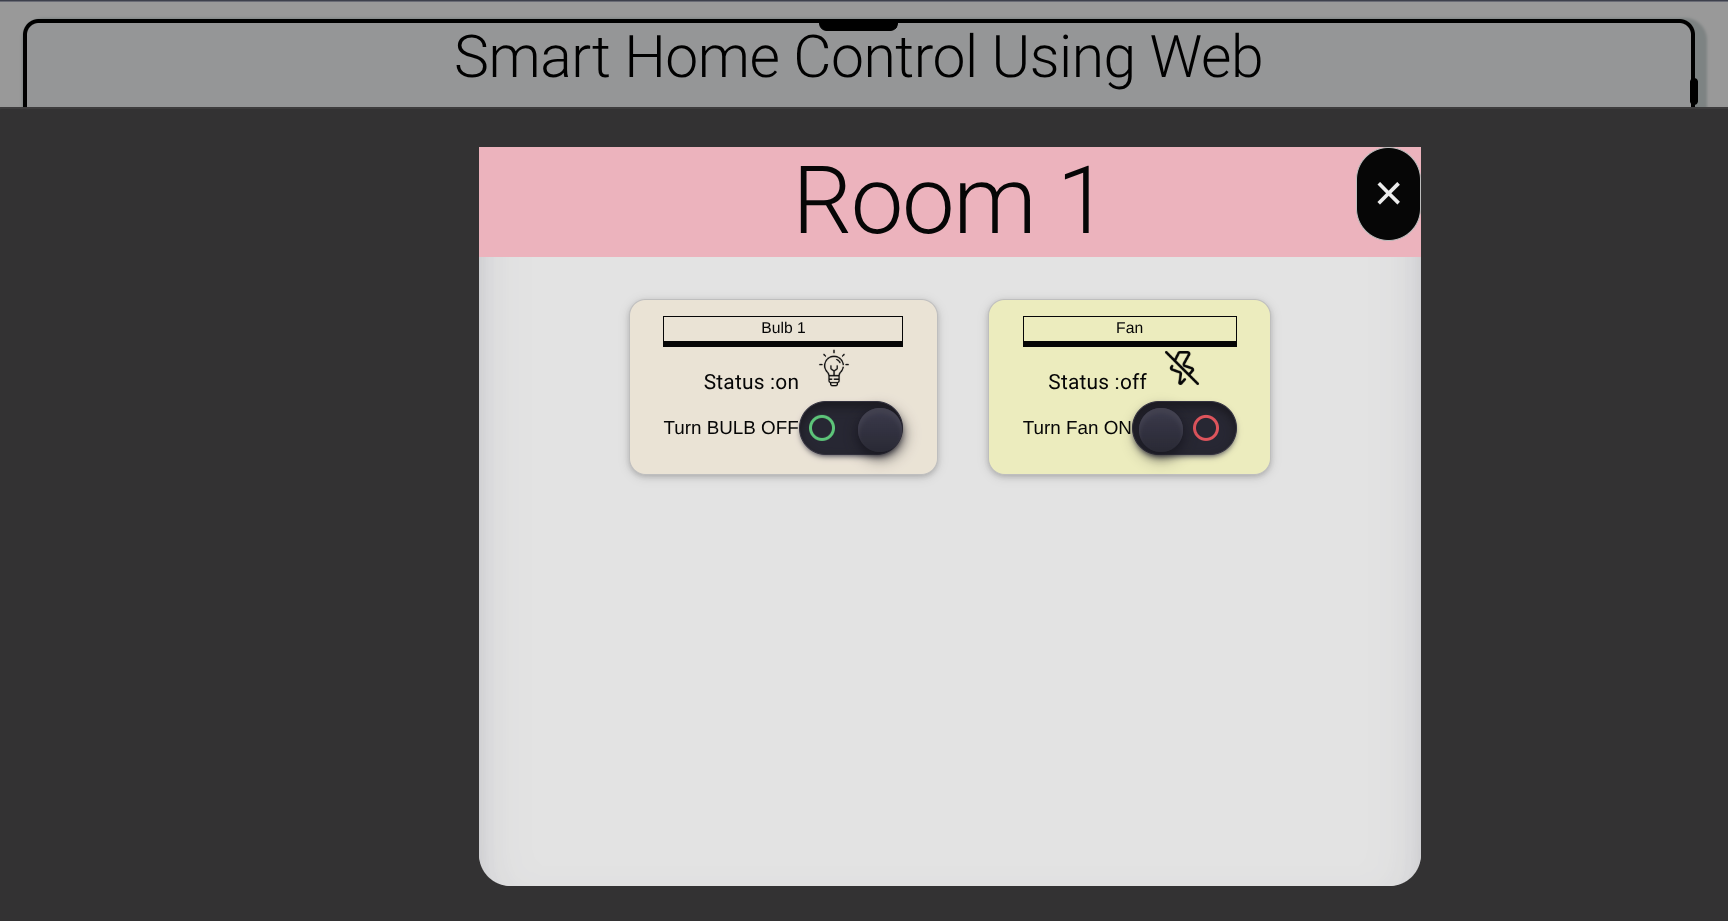 Smart Home Control Using Web
Room 1
Bulb 1
Status :on
Turn BULB OFF
Fan
Status :off
Turn Fan ON